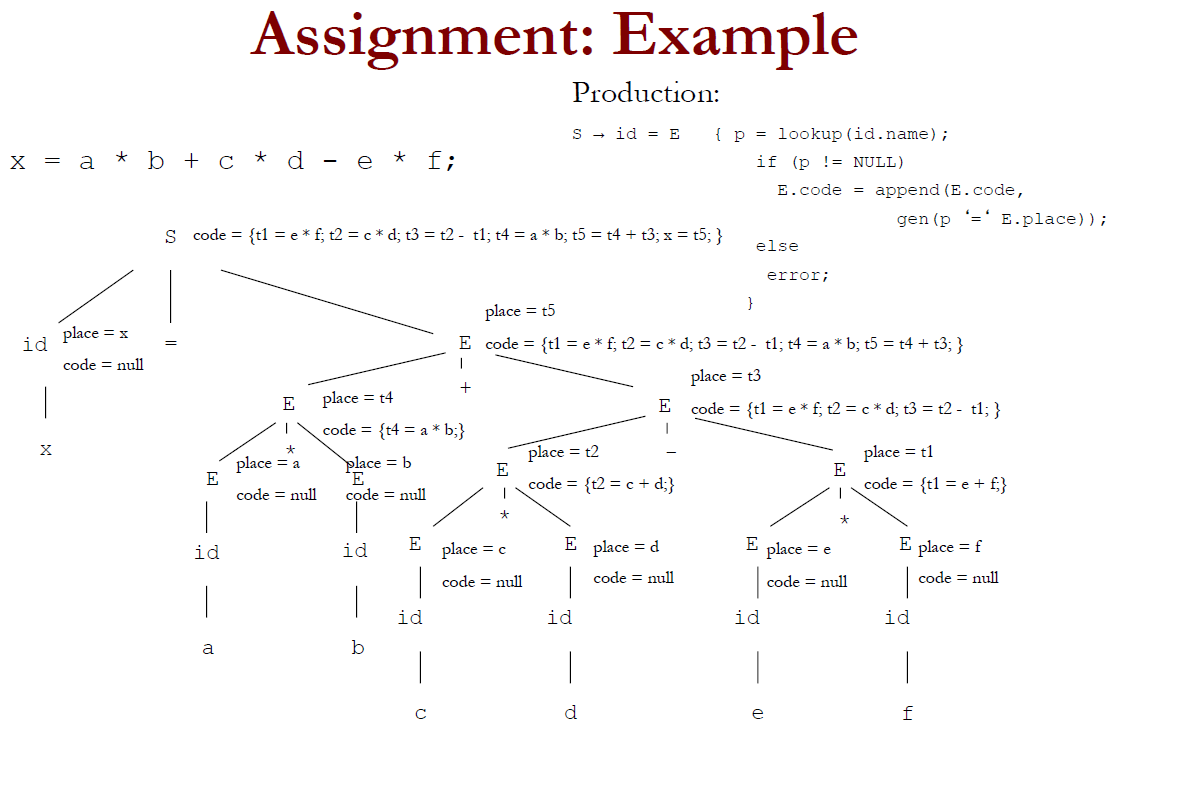 Assignment: Example
Production:
S → id = E { p = lookup(id.name);
if (p != NULL)
E.code = append(E.code,
gen(p ‘=‘ E.place));
else
error;
}
x = a * b + c * d - e * f;
S code = {t1 = e * f; t2 = c * d; t3 = t2 - t1; t4 = a * b; t5 = t4 + t3; x = t5; }
place = t5
id place = x
code = null
=
E code = {t1 = e * f; t2 = c * d; t3 = t2 - t1; t4 = a * b; t5 = t4 + t3; }
+
place = t3
E place = t4
code = {t4 = a * b;}
E code = {t1 = e * f; t2 = c * d; t3 = t2 - t1; }
x
*
–
E place = a
code = null
E place = b
code = null
E place = t2
code = {t2 = c + d;}
E place = t1
code = {t1 = e + f;}
*
*
id
id
E place = c
code = null
E place = d
code = null
E place = e
code = null
E place = f
code = null
id
id
id
id
a
b
c
d
e
f